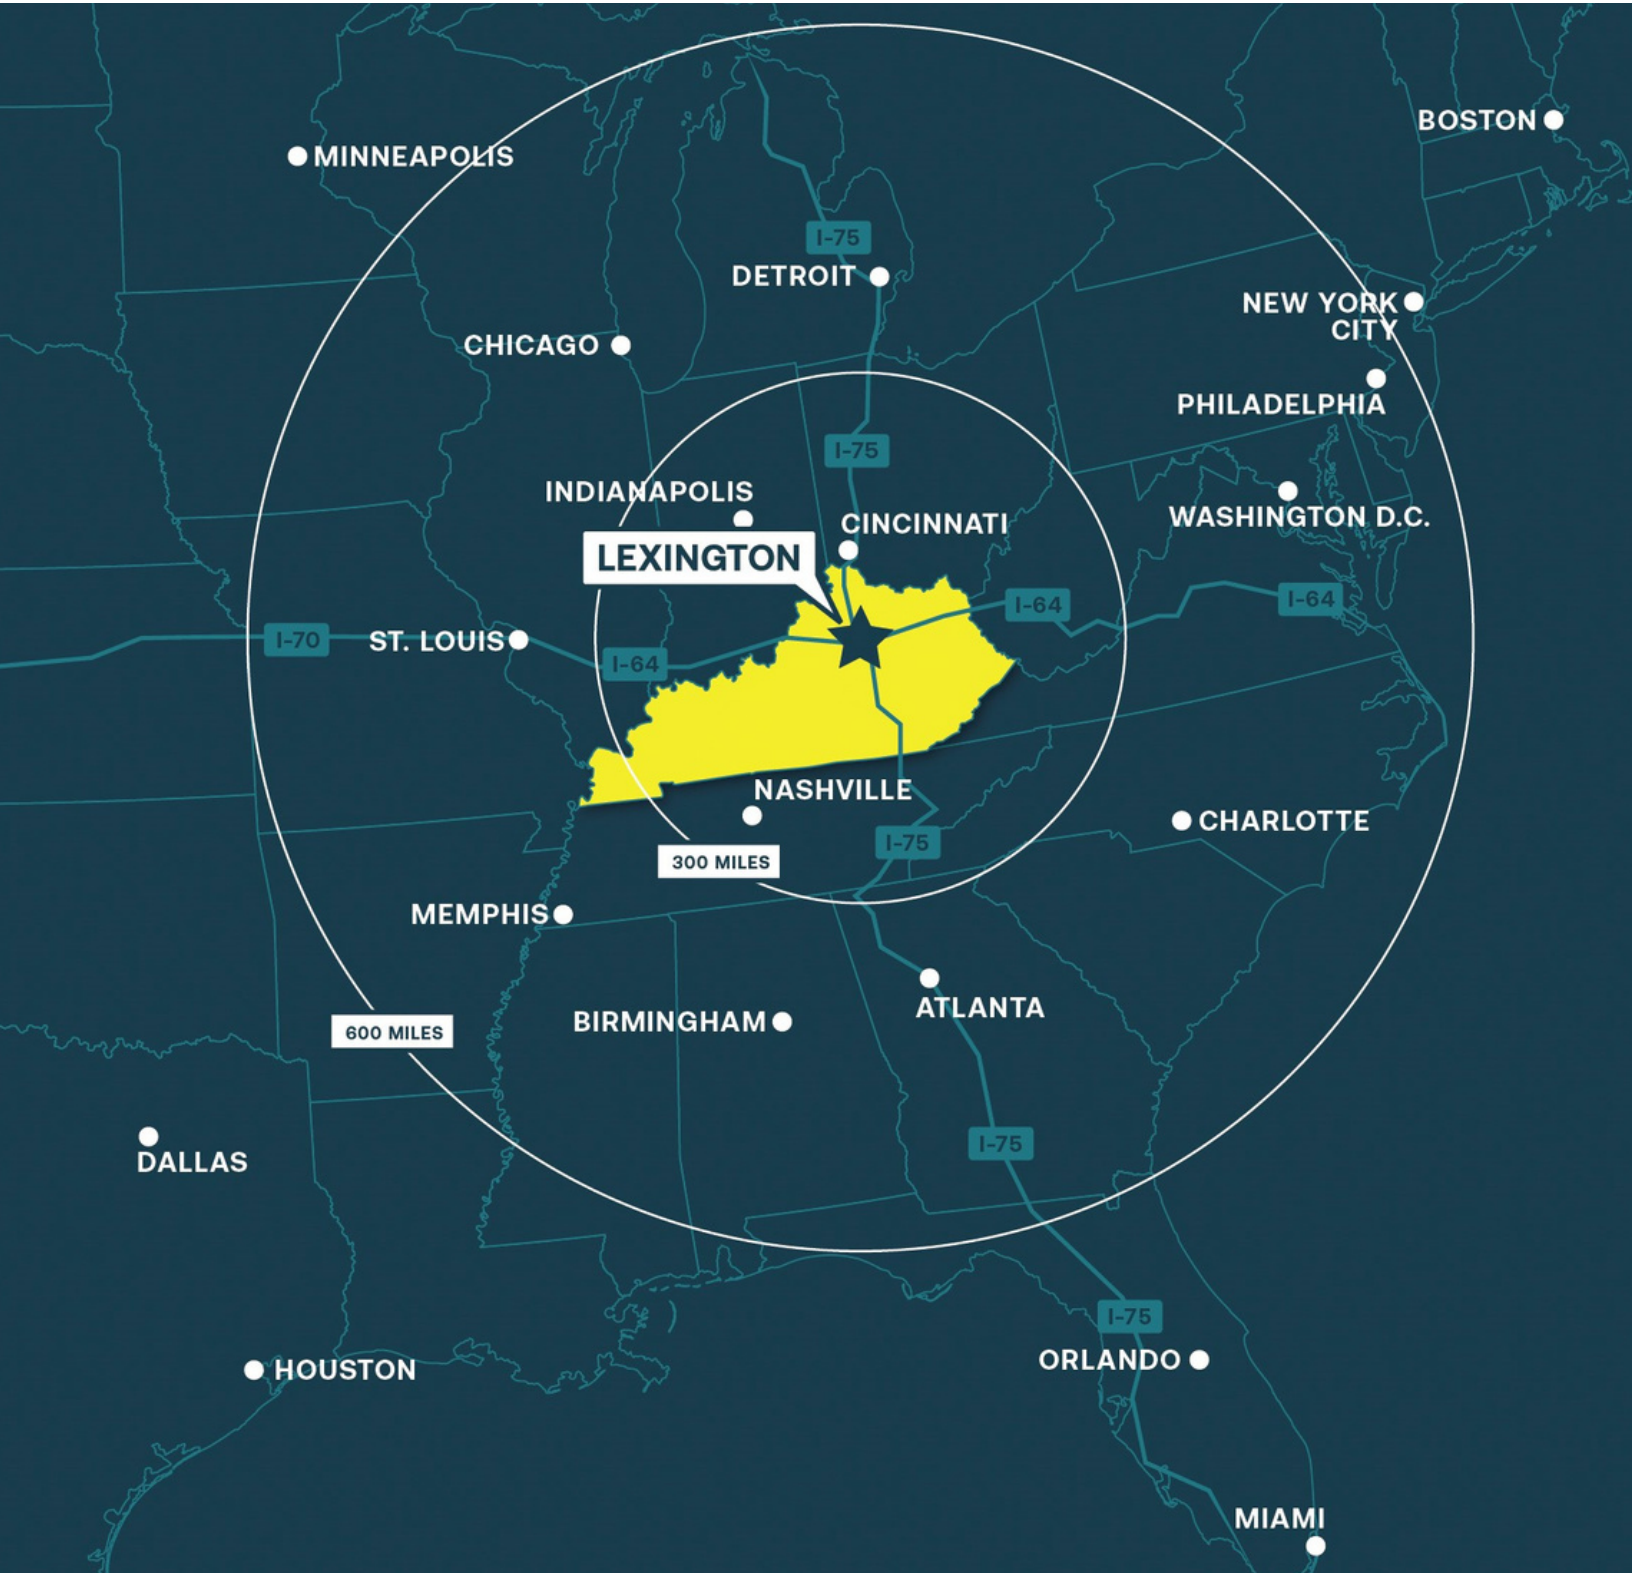 BOSTON
MINNEAPOLIS
I-75
DETROIT
NEW YORK
CITY
CHICAGO
PHILADELPHIA
I-75
INDIANAPOLIS
WASHINGTON D.C.
CINCINNATI
LEXINGTON
I-64
I-64
I-70
ST. LOUIS
I-64
NASHVILLE
CHARLOTTE
I-75
300 MILES
MEMPHIS
ATLANTA
BIRMINGHAM
600 MILES
I-75
DALLAS
I-75
ORLANDO
HOUSTON
MIAMI